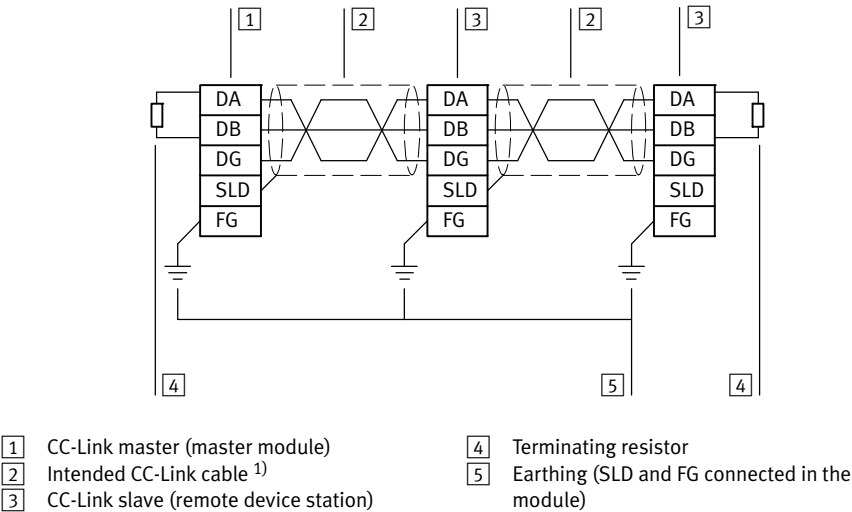 1 2 3 2 3
DA DA DA
DB DB DB
DG DG DG
SLD SLD SLD
FG FG FG
4 5 4
1 CC-Link master (master module)
2 Intended CC-Link cable 1)
3 CC-Link slave (remote device station)
4 Terminating resistor
5 Earthing (SLD and FG connected in the
module)